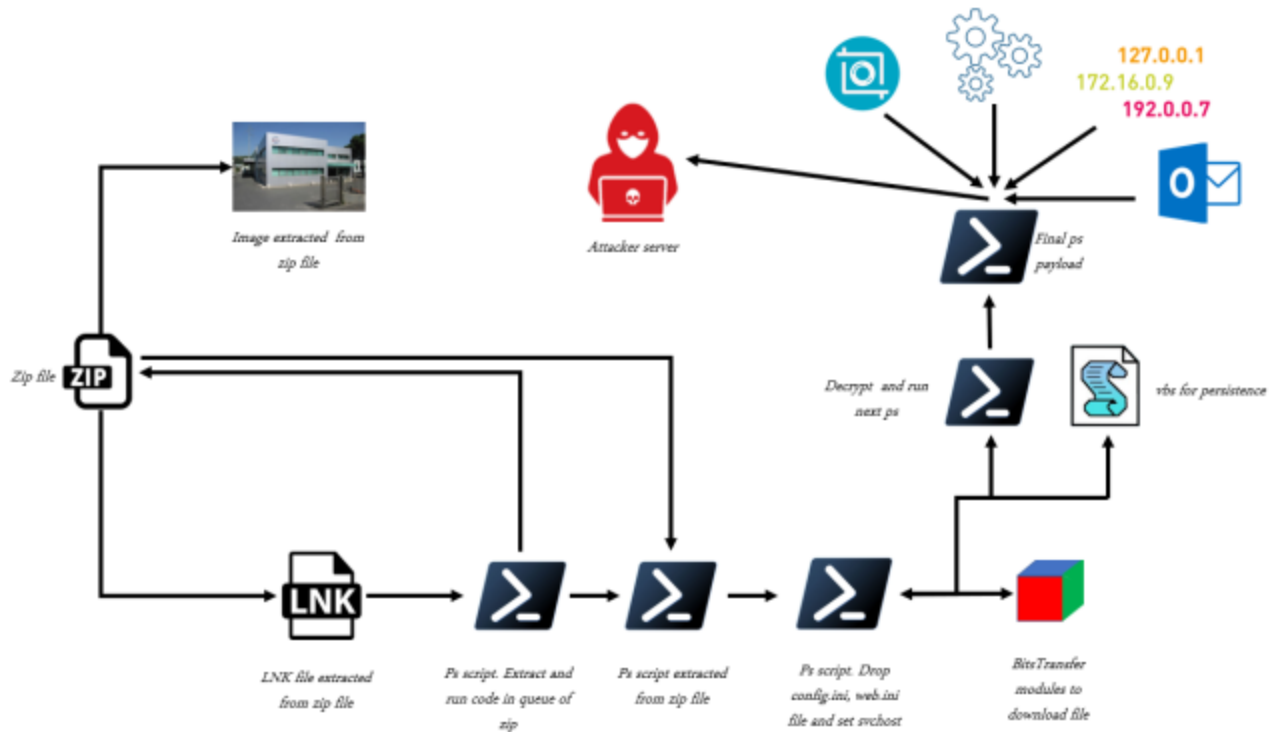 127.0.0.1
172.16.0.9
192.0.0.7
O
Image extracted from
zip file
Attacker server
Final ps
payload
Zip file
ZIP
Decrypt and run
next ps
vbs for persistence
LNK
LNK file extracted
from zip file
Ps script. Extract and
run code in queue of
zip
Ps script extracted
from zip file
Ps script. Drop
config.ini, web.ini
file and set svchost
BitsTransfer
modules to
download file